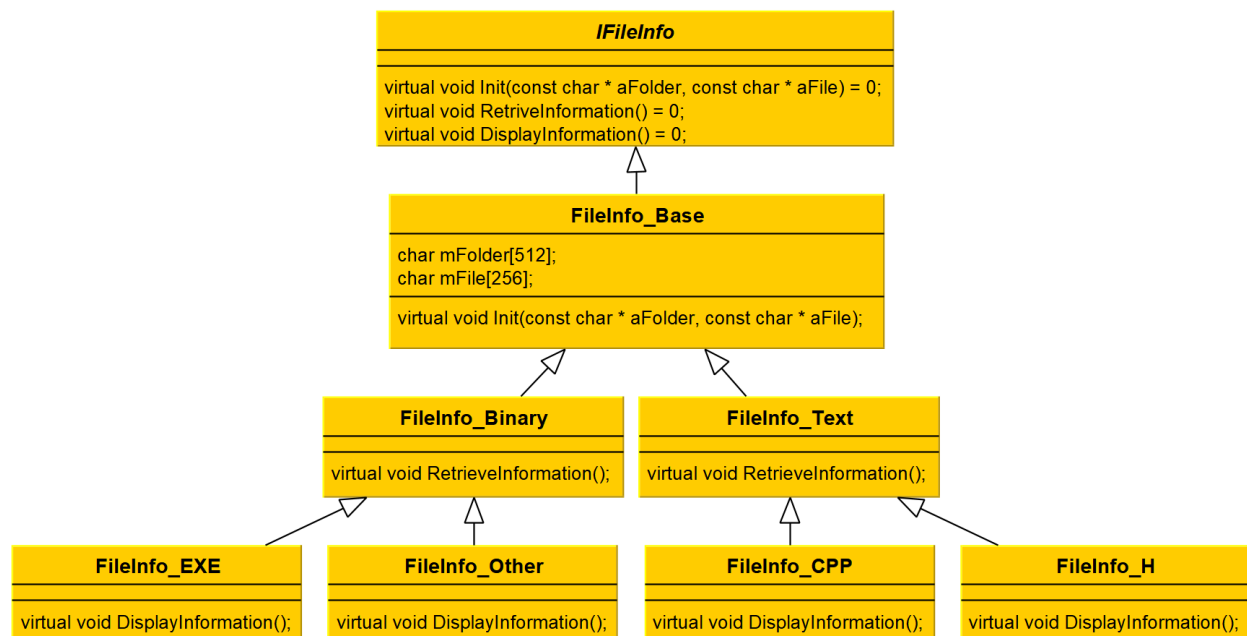 IFileInfo
virtual void Init(const char * aFolder, const char * aFile) = 0;
virtual void RetriveInformation() = 0;
virtual void DisplayInformation() = 0;
FileInfo_Base
char mFolder[512];
char mFile[256];
virtual void Init(const char * aFolder, const char * aFile);
FileInfo_Binary
virtual void RetrieveInformation();
FileInfo_Text
virtual void RetrieveInformation();
FileInfo_EXE
virtual void DisplayInformation();
FileInfo_Other
virtual void DisplayInformation();
FileInfo_CPP
virtual void DisplayInformation();
FileInfo_H
virtual void DisplayInformation();